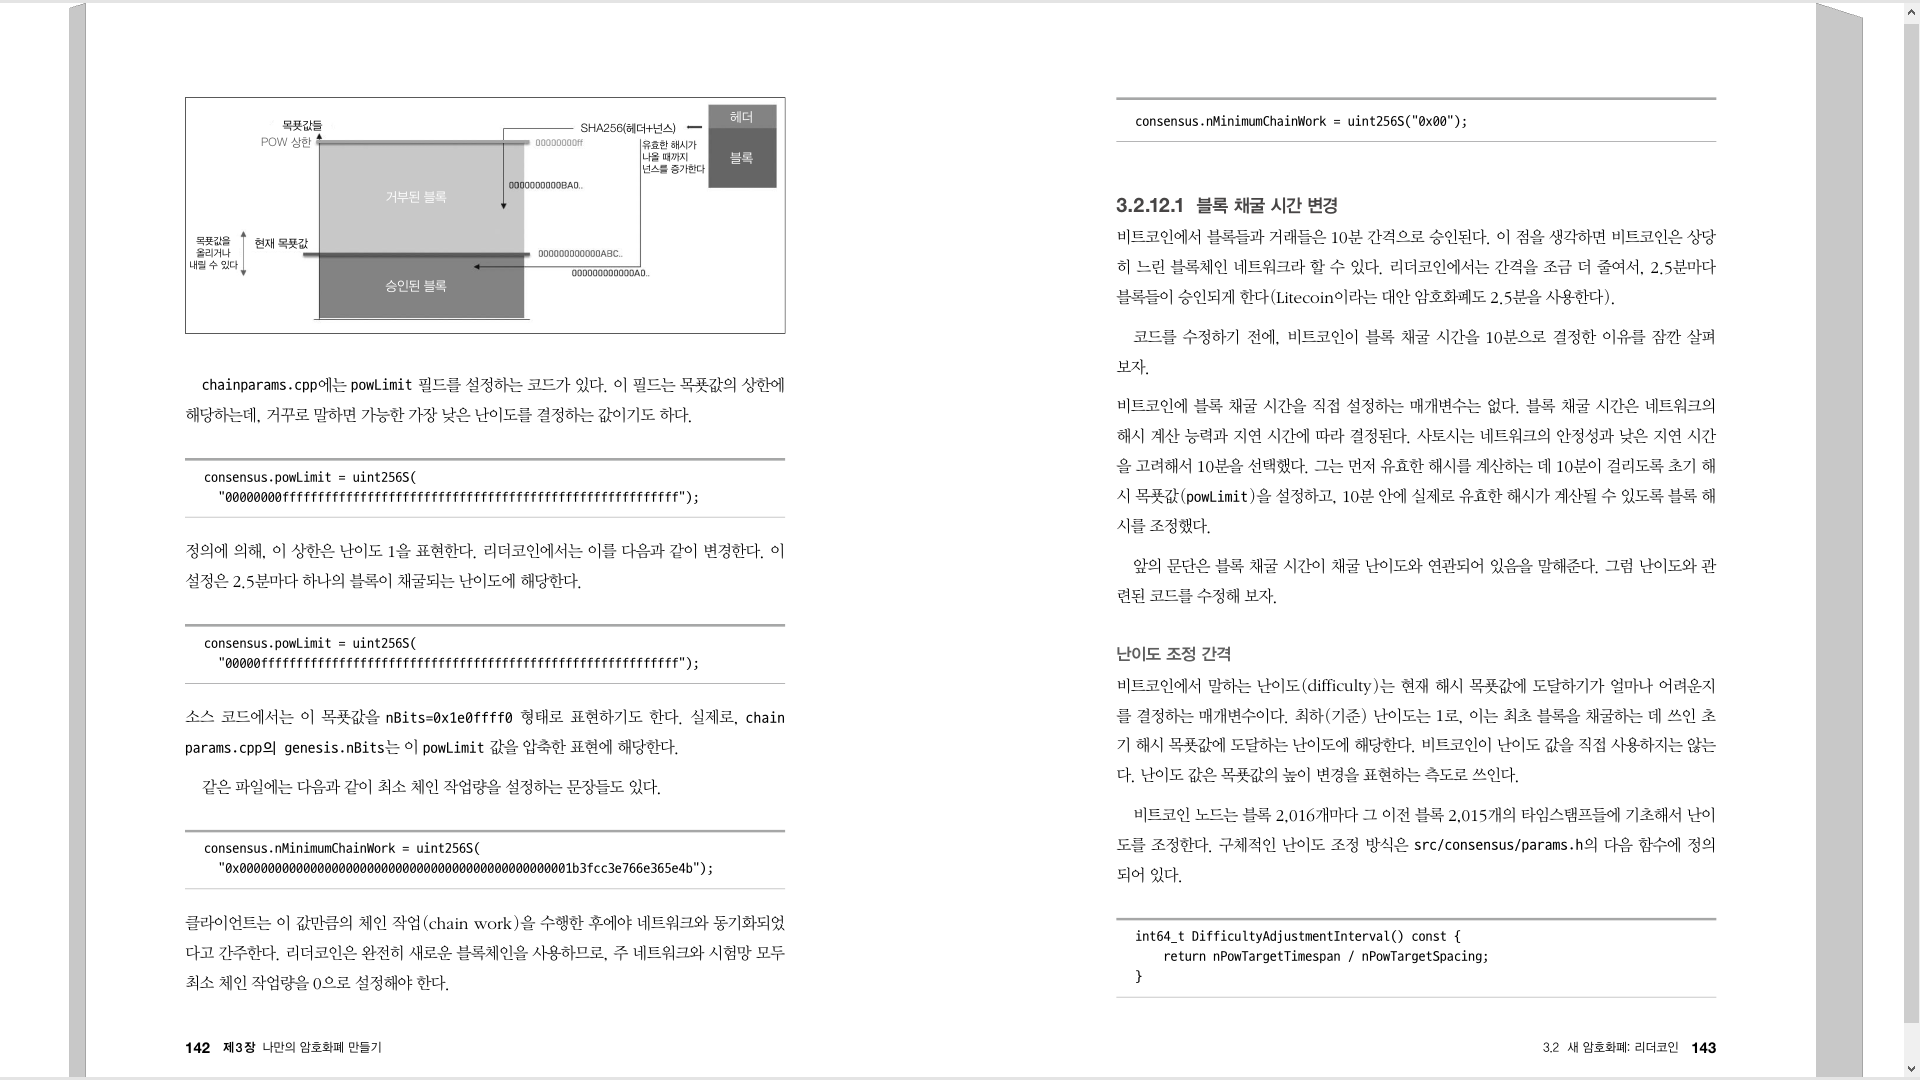 목푯값들
POW 상한
00000000ff
SHA256(헤더+넌스)
헤더
블록
유효한 해시가
나올 때까지
넌스를 증가한다
0000000000BA0..
거부된 블록
목푯값을
올리거나
내릴 수 있다
현재 목푯값
000000000000ABC..
000000000000A0..
승인된 블록
chainparams.cpp에는 powLimit 필드를 설정하는 코드가 있다. 이 필드는 목푯값의 상한에
해당하는데, 거꾸로 말하면 가능한 가장 낮은 난이도를 결정하는 값이기도 하다.
consensus.powLimit = uint256S(
"00000000ffffffffffffffffffffffffffffffffffffffffffffffffffffffff");
정의에 의해, 이 상한은 난이도 1을 표현한다. 리더코인에서는 이를 다음과 같이 변경한다. 이
설정은 2.5분마다 하나의 블록이 채굴되는 난이도에 해당한다.
consensus.powLimit = uint256S(
"00000fffffffffffffffffffffffffffffffffffffffffffffffffffffffffff");
소스 코드에서는 이 목푯값을 nBits=0x1e0ffff0 형태로 표현하기도 한다. 실제로, chain
params.cpp의 genesis.nBits는 이 powLimit 값을 압축한 표현에 해당한다.
같은 파일에는 다음과 같이 최소 체인 작업량을 설정하는 문장들도 있다.
consensus.nMinimumChainWork = uint256S(
"0x0000000000000000000000000000000000000000000000001b3fcc3e766e365e4b");
클라이언트는 이 값만큼의 체인 작업(chain work)을 수행한 후에야 네트워크와 동기화되었
다고 간주한다. 리더코인은 완전히 새로운 블록체인을 사용하므로, 주 네트워크와 시험망 모두
최소 체인 작업량을 0으로 설정해야 한다.
142 제3장 나만의 암호화폐 만들기
consensus.nMinimumChainWork = uint256S("0x00");
3.2.12.1 블록 채굴 시간 변경
비트코인에서 블록들과 거래들은 10분 간격으로 승인된다. 이 점을 생각하면 비트코인은 상당
히 느린 블록체인 네트워크라 할 수 있다. 리더코인에서는 간격을 조금 더 줄여서, 2.5분마다
블록들이 승인되게 한다(Litecoin이라는 대안 암호화폐도 2.5분을 사용한다).
코드를 수정하기 전에, 비트코인이 블록 채굴 시간을 10분으로 결정한 이유를 잠깐 살펴
보자.
비트코인에 블록 채굴 시간을 직접 설정하는 매개변수는 없다. 블록 채굴 시간은 네트워크의
해시 계산 능력과 지연 시간에 따라 결정된다. 사토시는 네트워크의 안정성과 낮은 지연 시간
을 고려해서 10분을 선택했다. 그는 먼저 유효한 해시를 계산하는 데 10분이 걸리도록 초기 해
시 목푯값(powLimit)을 설정하고, 10분 안에 실제로 유효한 해시가 계산될 수 있도록 블록 해
시를 조정했다.
앞의 문단은 블록 채굴 시간이 채굴 난이도와 연관되어 있음을 말해준다. 그럼 난이도와 관
련된 코드를 수정해 보자.
난이도 조정 간격
비트코인에서 말하는 난이도(difficulty)는 현재 해시 목푯값에 도달하기가 얼마나 어려운지
를 결정하는 매개변수이다. 최하(기준) 난이도는 1로, 이는 최초 블록을 채굴하는 데 쓰인 초
기 해시 목푯값에 도달하는 난이도에 해당한다. 비트코인이 난이도 값을 직접 사용하지는 않는
다. 난이도 값은 목푯값의 높이 변경을 표현하는 측도로 쓰인다.
비트코인 노드는 블록 2,016개마다 그 이전 블록 2,015개의 타임스탬프들에 기초해서 난이
도를 조정한다. 구체적인 난이도 조정 방식은 src/consensus/params.h의 다음 함수에 정의
되어 있다.
int64_t DifficultyAdjustmentInterval() const {
return nPowTargetTimespan / nPowTargetSpacing;
}
3.2 새 암호화폐: 리더코인 143